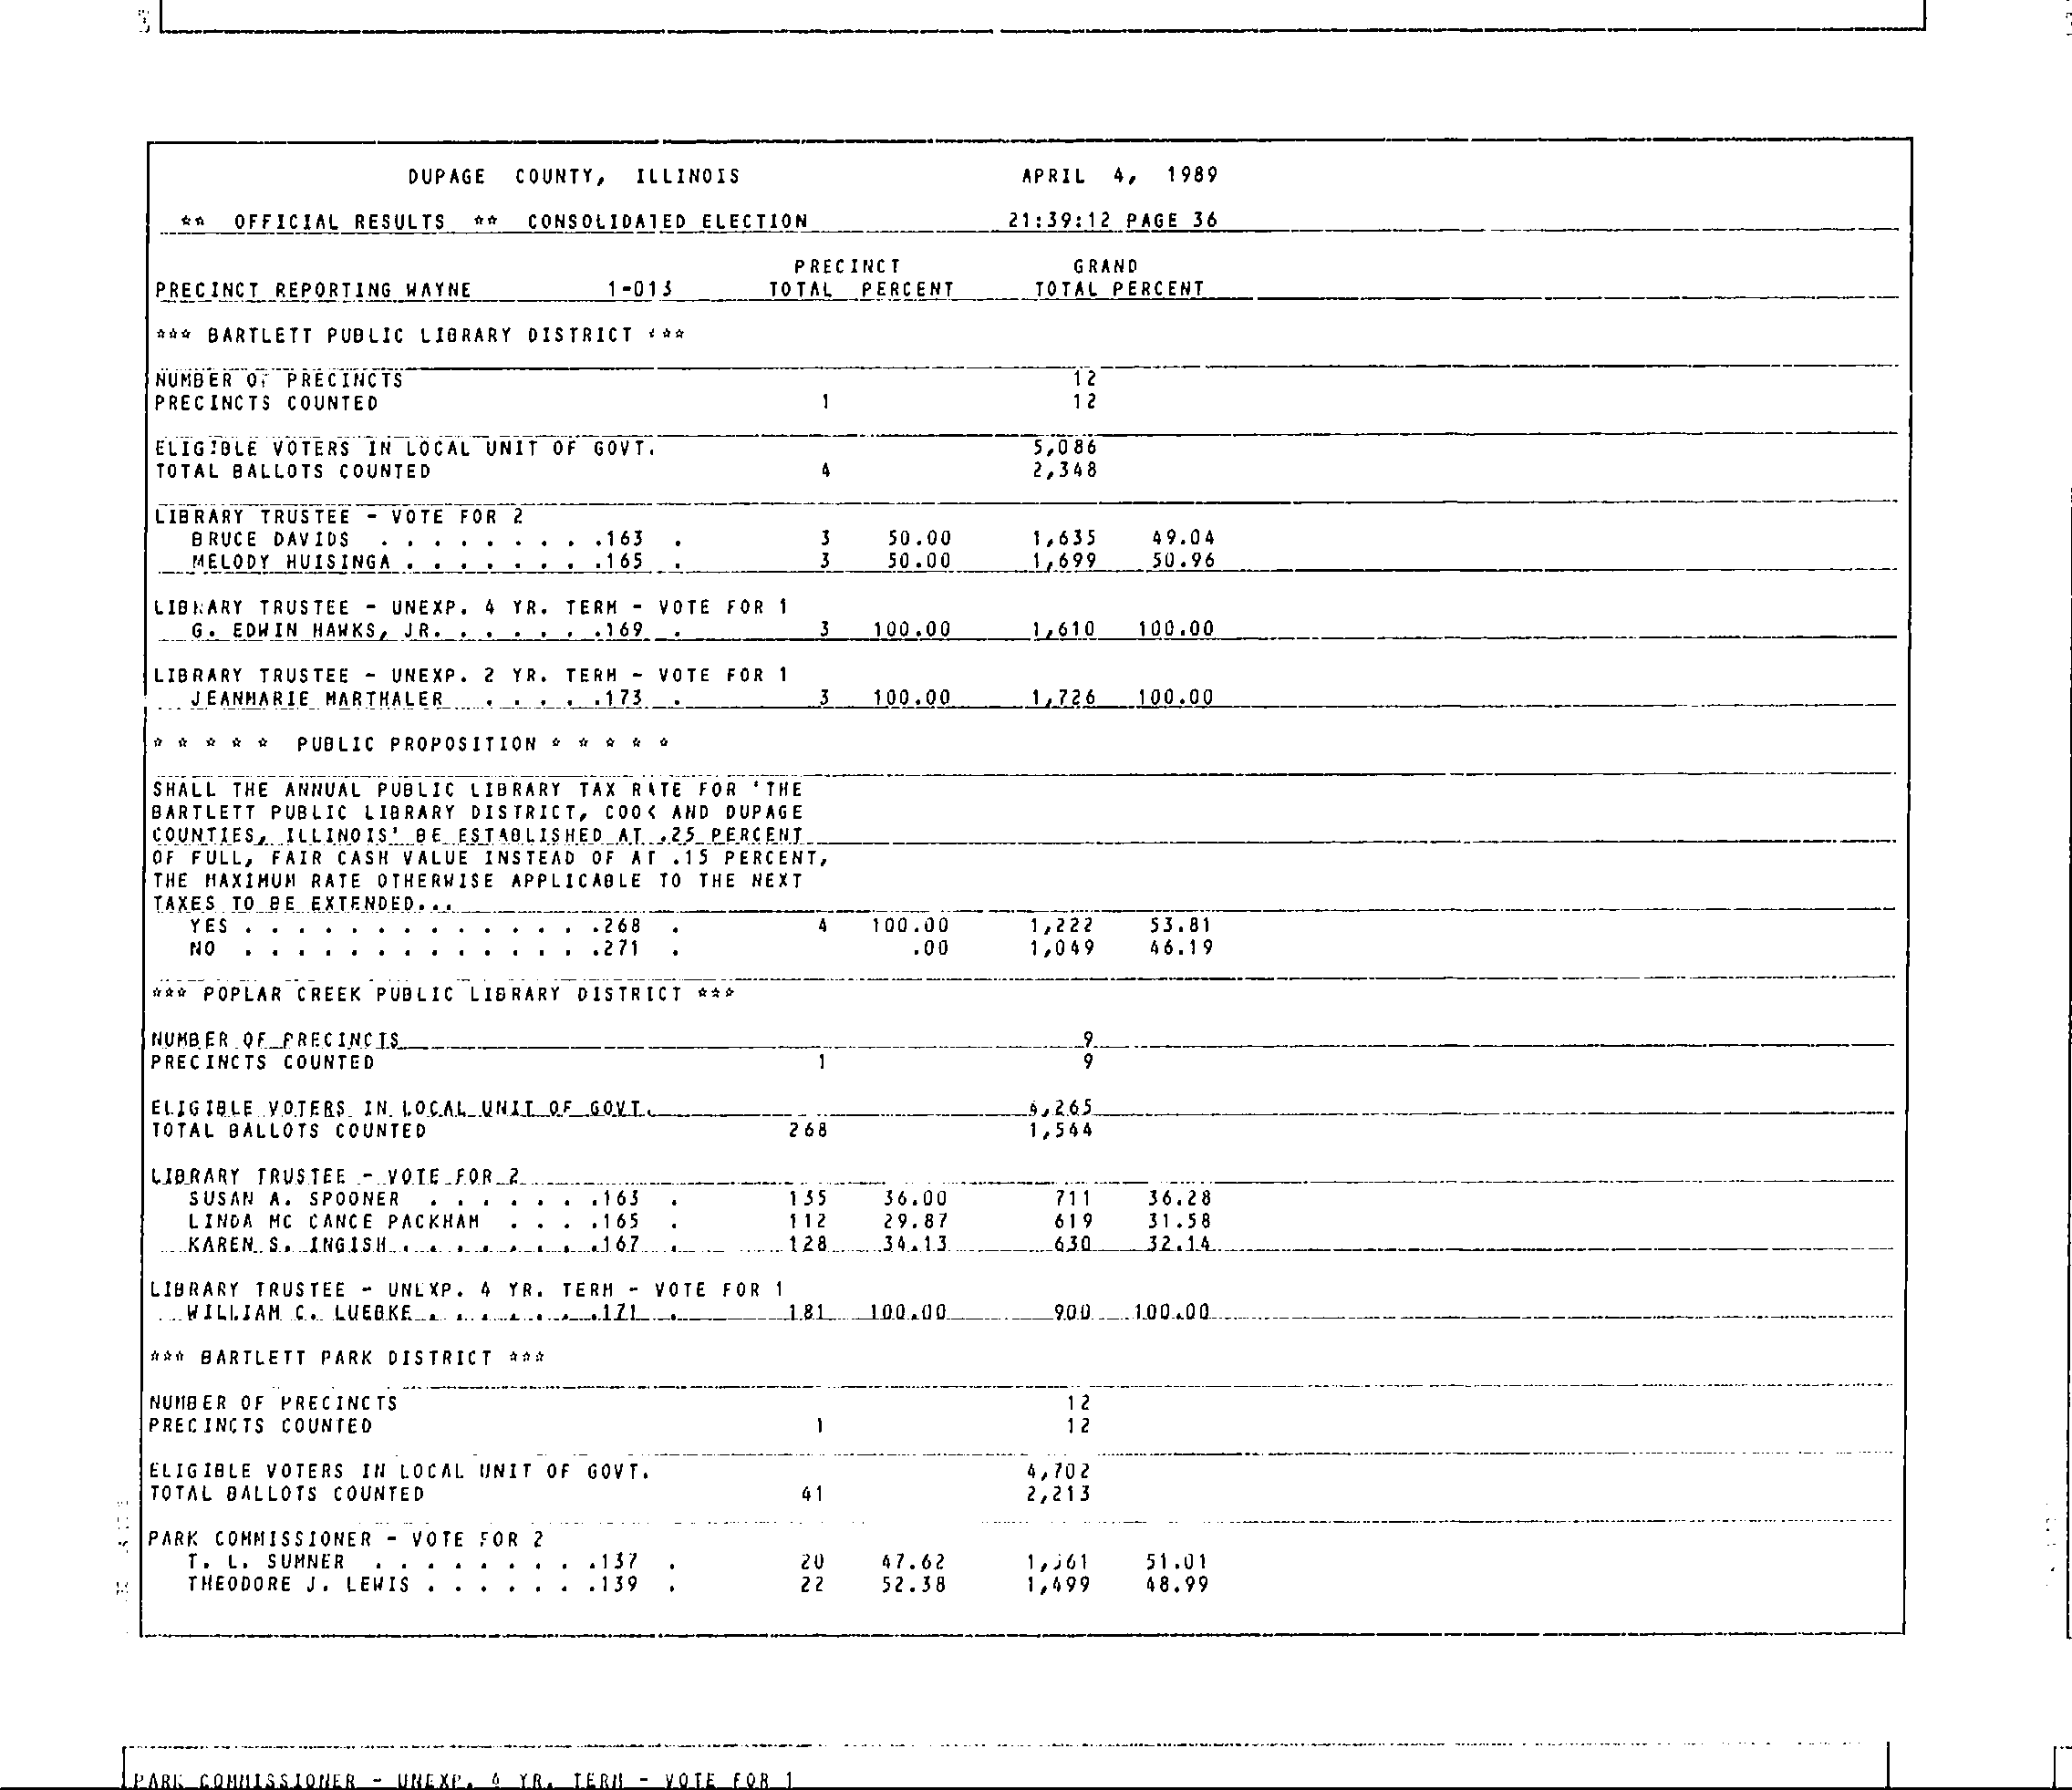 DUPAGE COUNTY, ILLINOIS APRIL 4, 1989
** OFFICIAL RESULTS ** CONSOLIDATED ELECTION 21:39:12 PAGE 36
PRECINCT GRAND
PRECINCT REPORTING WAYNE 1-013 TOTAL PERCENT TOTAL PERCENT
*** BARTLETT PUBLIC LIBRARY DISTRICT ***
NUMBER OF PRECINCTS 12
PRECINCTS COUNTED 1 12
ELIGIBLE VOTERS IN LOCAL UNIT OF GOVT. 5,086
TOTAL BALLOTS COUNTED 4 2,348
LIBRARY TRUSTEE - VOTE FOR 2
BRUCE DAVIDS . . . . . . . . .163 . 3 50.00 1,635 49.04
MELODY HUISINGA . . . . . . . .165 . 3 50.00 1,699 50.96
LIBRARY TRUSTEE - UNEXP. 4 YR. TERM - VOTE FOR 1
G. EDWIN HAWKS, JR. . . . . . .169 . 3 100.00 1,610 100.00
LIBRARY TRUSTEE - UNEXP. 2 YR. TERM - VOTE FOR 1
JEANMARIE MARTHALER . . . . .173 . 3 100.00 1,726 100.00
* * * * * PUBLIC PROPOSITION * * * * *
SHALL THE ANNUAL PUBLIC LIBRARY TAX RATE FOR 'THE
BARTLETT PUBLIC LIBRARY DISTRICT, COOK AND DUPAGE
COUNTIES, ILLINOIS' BE ESTABLISHED AT .25 PERCENT
OF FULL, FAIR CASH VALUE INSTEAD OF AT .15 PERCENT,
THE MAXIMUM RATE OTHERWISE APPLICABLE TO THE NEXT
TAXES TO BE EXTENDED...
YES . . . . . . . . . . . . . .268 . 4 100.00 1,222 53.81
NO . . . . . . . . . . . . . .271 . .00 1,049 46.19
*** POPLAR CREEK PUBLIC LIBRARY DISTRICT ***
NUMBER OF PRECINCTS 9
PRECINCTS COUNTED 1 9
ELIGIBLE VOTERS IN LOCAL UNIT OF GOVT.
TOTAL BALLOTS COUNTED 268 1,544
LIBRARY TRUSTEE - VOTE FOR 2
SUSAN A. SPOONER . . . . . . .163 . 135 36.00 711 36.28
LINDA MC CANCE PACKHAM . . . .165 . 112 29.87 619 31.58
KAREN S. INGISH . . . . . . . .167 . 128 34.13 630 32.14
LIBRARY TRUSTEE - UNEXP. 4 YR. TERM - VOTE FOR 1
WILLIAM C. LUEBKE . . . . . . .171 . 181 100.00 900 100.00
*** BARTLETT PARK DISTRICT ***
NUMBER OF PRECINCTS 12
PRECINCTS COUNTED 1 12
ELIGIBLE VOTERS IN LOCAL UNIT OF GOVT. 4,702
TOTAL BALLOTS COUNTED 41 2,213
PARK COMMISSIONER - VOTE FOR 2
T. L. SUMNER . . . . . . . . .137 . 20 47.62 1,561 51.01
THEODORE J. LEWIS . . . . . . .139 . 22 52.38 1,499 48.99
PARK COMMISSIONER - UNEXP. 4 YR. TERM - VOTE FOR 1